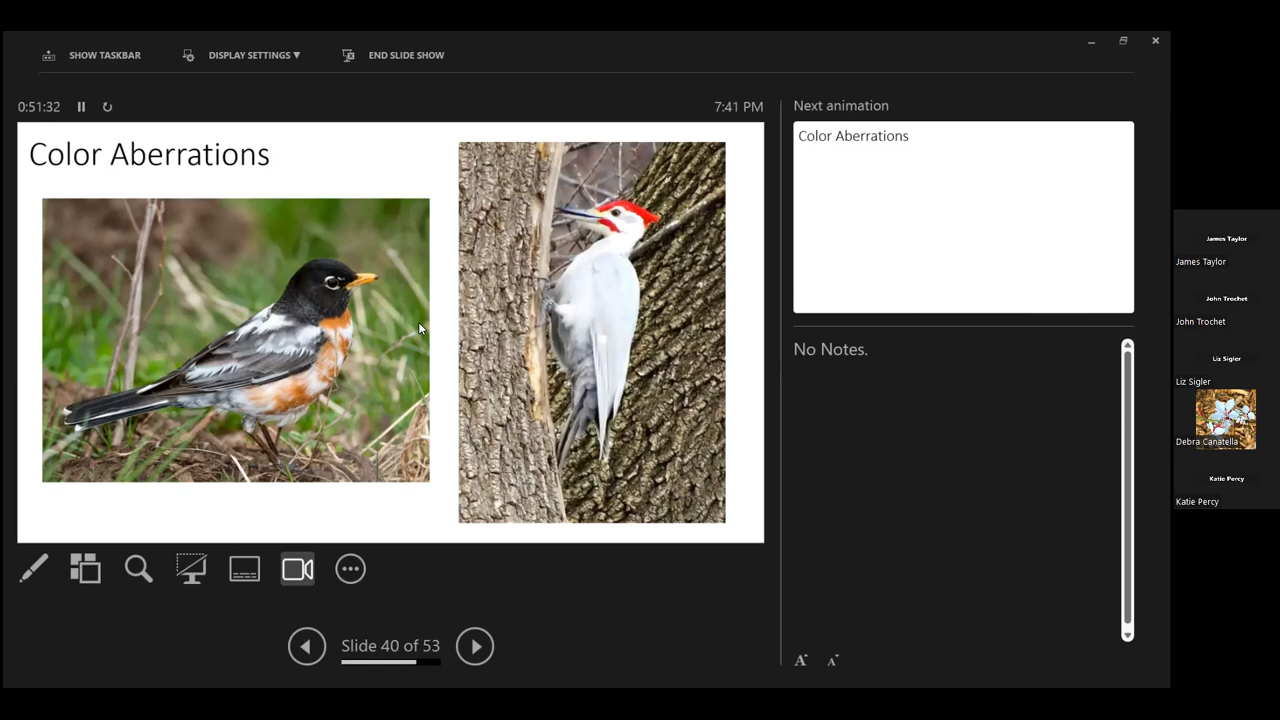 SHOW TASKBAR
DISPLAY SETTINGS ▼
END SLIDE SHOW
0:51:32
7:41 PM
Color Aberrations
Next animation
Color Aberrations
No Notes.
Slide 40 of 53
A
A
James Taylor
James Taylor
John Trochet
John Trochet
Liz Sigler
Liz Sigler
Debra Canatella
Katie Percy
Katie Percy